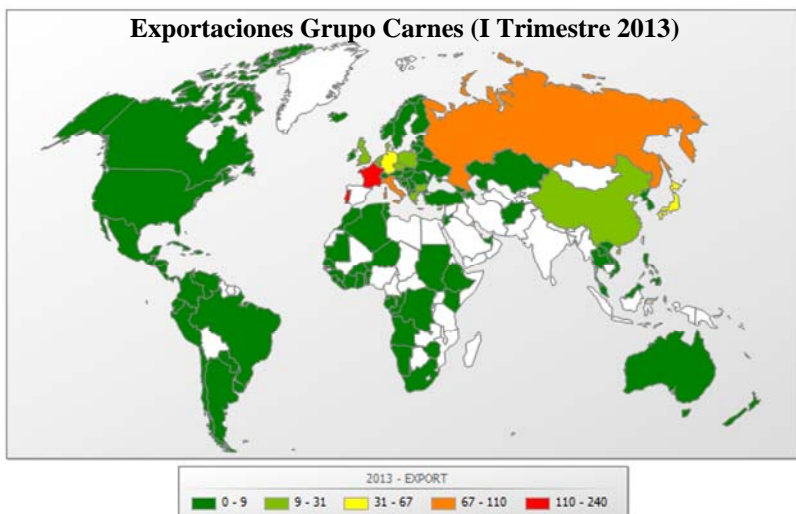 Exportaciones Grupo Carnes (I Trimestre 2013)
2013 - EXPORT
0 - 9 9 - 31 31 - 67 67 - 110 110 - 240